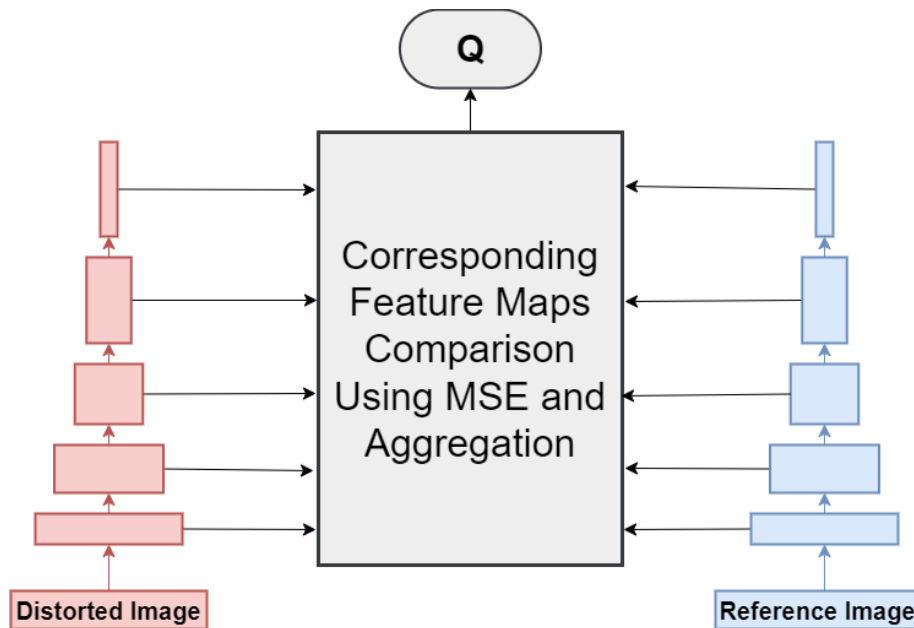 Q
Corresponding
Feature Maps
Comparison
Using MSE and
Aggregation
Distorted Image
Reference Image